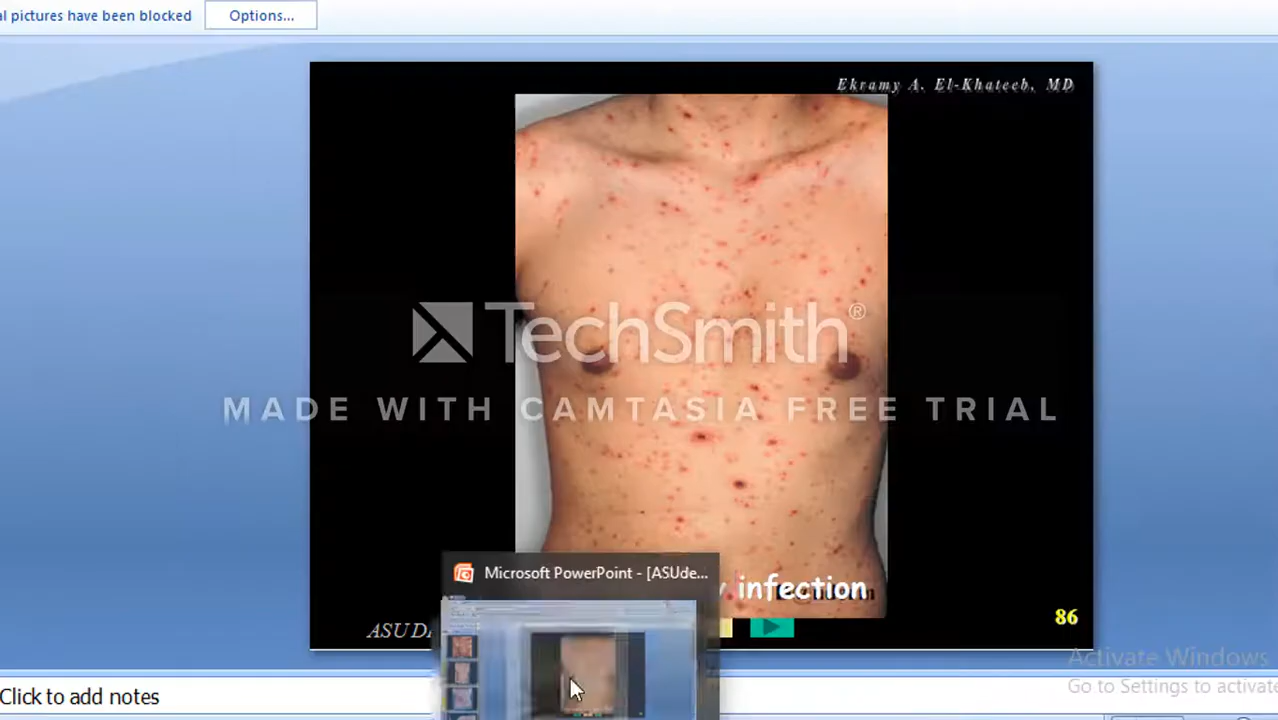 al pictures have been blocked
Options...
Ekramy A. El-Khateeb, MD
TechSmith®
MADE WITH CAMTASIA FREE TRIAL
Microsoft PowerPoint - [ASUde...
infection
86
ASU
Activate Windows
Go to Settings to activate
Click to add notes